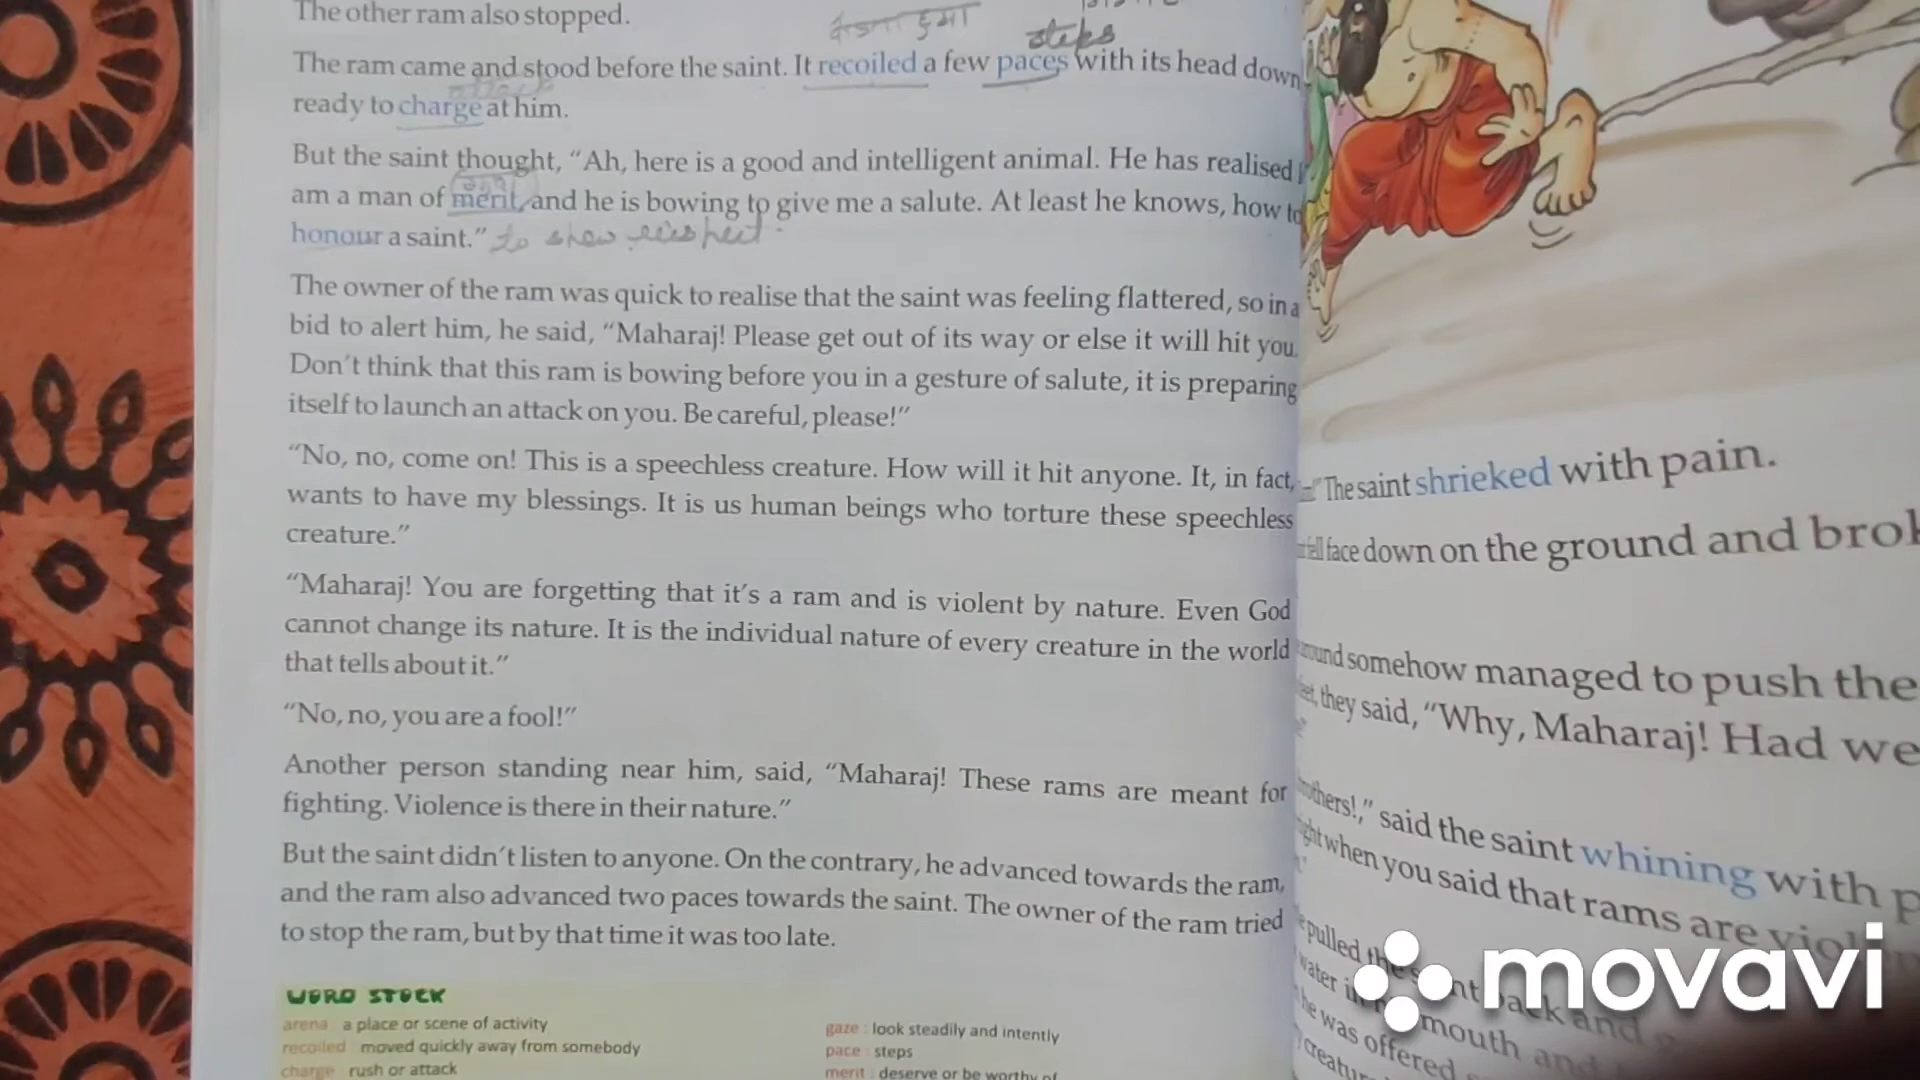 The other ram also stopped.
steps
The ram came and stood before the saint. It recoiled a few paces with its head down
attack
ready to charge at him.
But the saint thought, “Ah, here is a good and intelligent animal. He has realised I
am a man of merit, and he is bowing to give me a salute. At least he knows, how to
honour a saint.” to show respect.
The owner of the ram was quick to realise that the saint was feeling flattered, so in a
bid to alert him, he said, “Maharaj! Please get out of its way or else it will hit you.
Don't think that this ram is bowing before you in a gesture of salute, it is preparing
itself to launch an attack on you. Be careful, please!”
“No, no, come on! This is a speechless creature. How will it hit anyone. It, in fact,
wants to have my blessings. It is us human beings who torture these speechless
creature.”
“Maharaj! You are forgetting that it's a ram and is violent by nature. Even God
cannot change its nature. It is the individual nature of every creature in the world
that tells about it.”
“No, no, you are a fool!”
Another person standing near him, said, “Maharaj! These rams are meant for
fighting. Violence is there in their nature.”
But the saint didn't listen to anyone. On the contrary, he advanced towards the ram,
and the ram also advanced two paces towards the saint. The owner of the ram tried
to stop the ram, but by that time it was too late.
WORD STOCK
arena : a place or scene of activity
recoiled : moved quickly away from somebody
charge : rush or attack
gaze : look steadily and intently
pace : steps
merit : deserve or be worthy of
The saint shrieked with pain.
fell face down on the ground and
somehow managed to push the
they said, “Why, Maharaj! Had we
said the saint whining with
when you said that rams are
pulled the
mouth and
he was offered
movavi